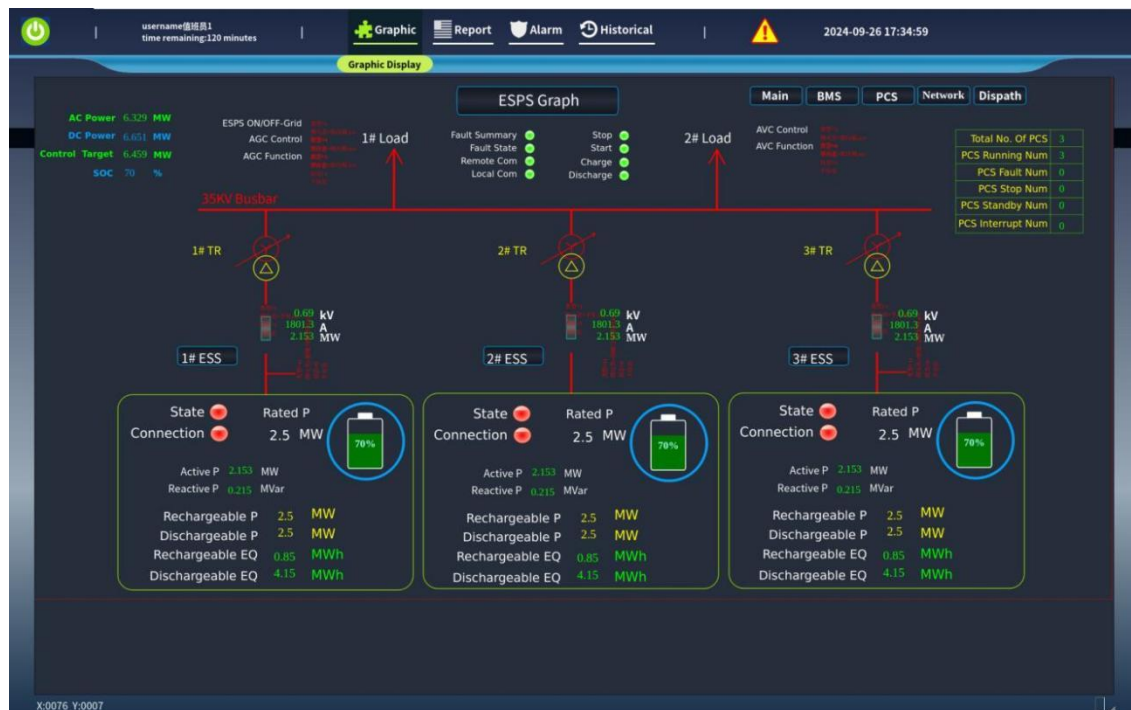 username值班员1
time remaining:120 minutes
Graphic
Report
Alarm
Historical
2024-09-26 17:34:59
Graphic Display
ESPS Graph
Main
BMS
PCS
Network
Dispath
AC Power 6.329 MW
DC Power 6.651 MW
Control Target 6.459 MW
SOC 70 %
ESPS ON/OFF-Grid
AGC Control
AGC Function
1# Load
Fault Summary
Fault State
Remote Com
Local Com
Stop
Start
Charge
Discharge
2# Load
AVC Control
AVC Function
Total No. Of PCS 3
PCS Running Num 3
PCS Fault Num 0
PCS Stop Num 0
PCS Standby Num 0
PCS Interrupt Num 0
35KV Busbar
1# TR
2# TR
3# TR
0.69 kV
1801.3 A
2.153 MW
0.69 kV
1801.3 A
2.153 MW
0.69 kV
1801.3 A
2.153 MW
1# ESS
2# ESS
3# ESS
State
Connection
Rated P
2.5 MW
70%
Active P 2.153 MW
Reactive P 0.215 MVar
Rechargeable P 2.5 MW
Dischargeable P 2.5 MW
Rechargeable EQ 0.85 MWh
Dischargeable EQ 4.15 MWh
State
Connection
Rated P
2.5 MW
70%
Active P 2.153 MW
Reactive P 0.215 MVar
Rechargeable P 2.5 MW
Dischargeable P 2.5 MW
Rechargeable EQ 0.85 MWh
Dischargeable EQ 4.15 MWh
State
Connection
Rated P
2.5 MW
70%
Active P 2.153 MW
Reactive P 0.215 MVar
Rechargeable P 2.5 MW
Dischargeable P 2.5 MW
Rechargeable EQ 0.85 MWh
Dischargeable EQ 4.15 MWh
X:0076 Y:0007